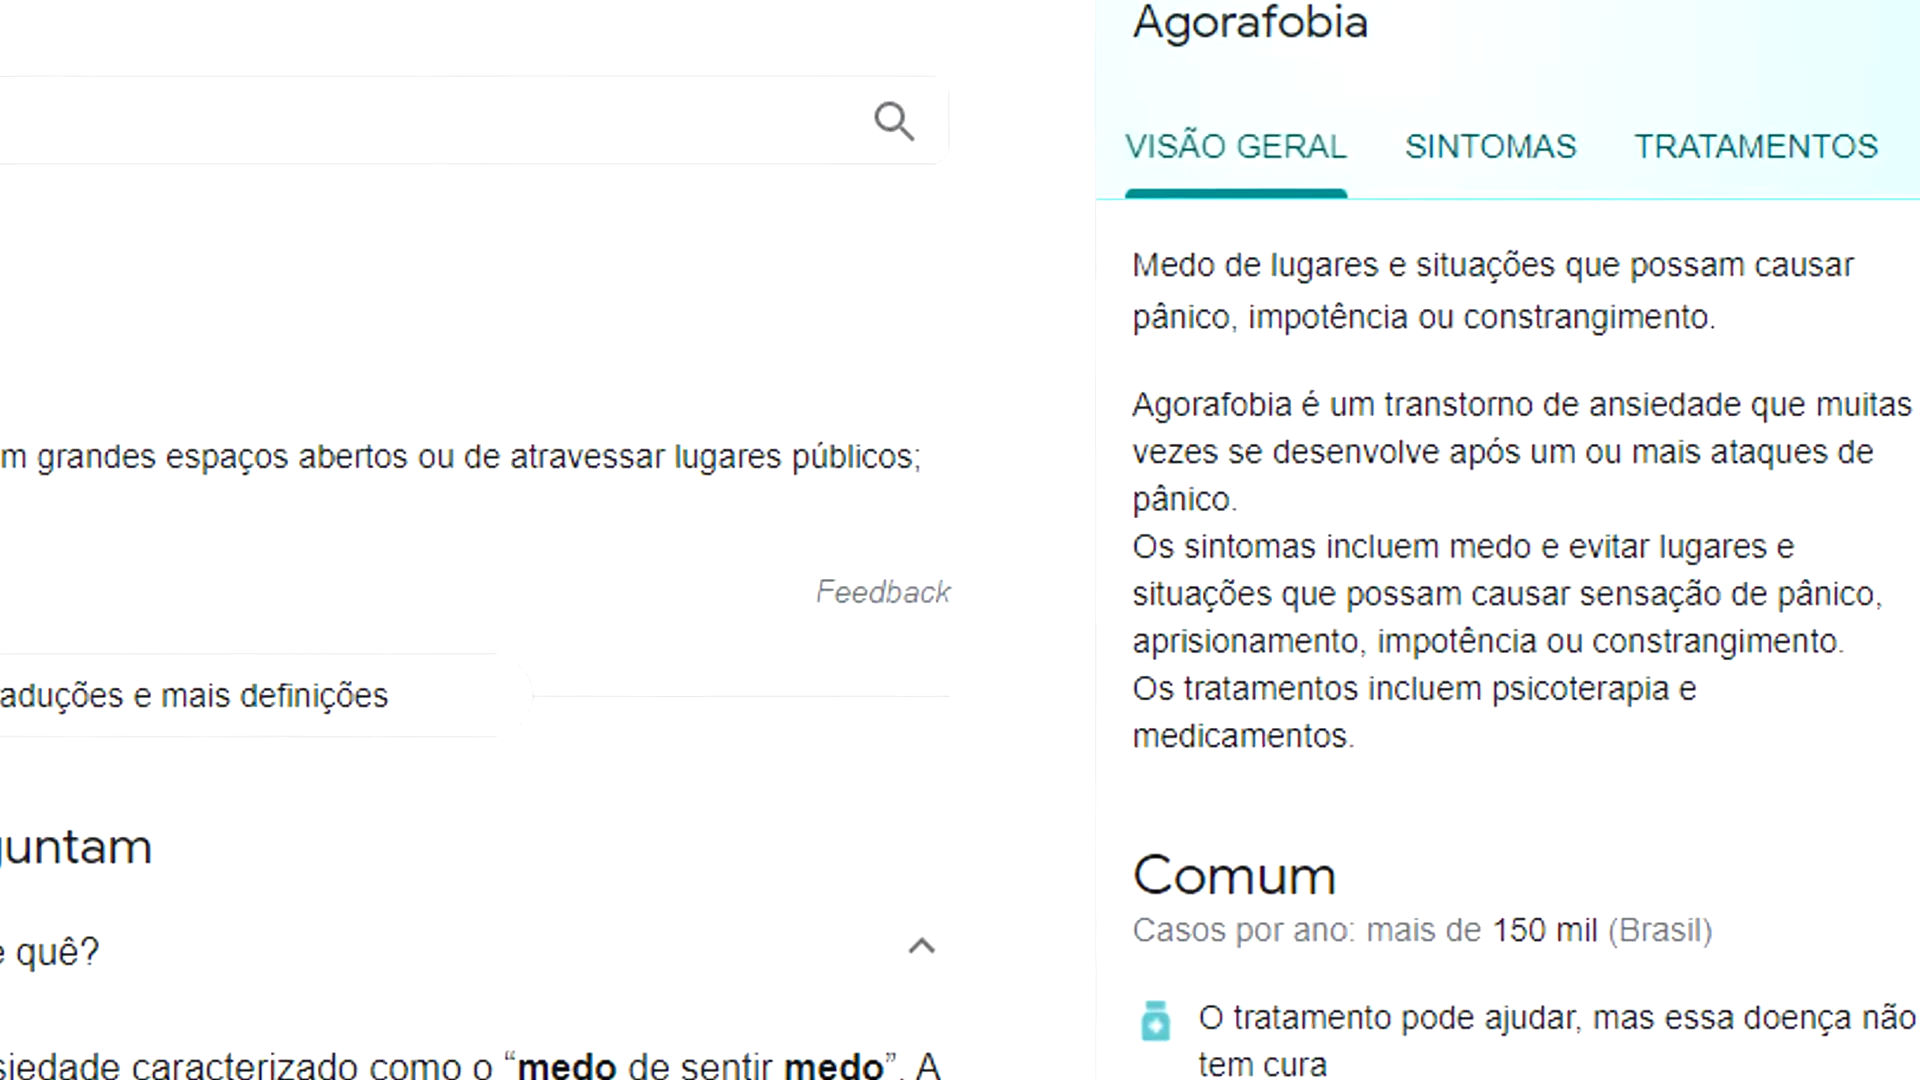 m grandes espaços abertos ou de atravessar lugares públicos;
Feedback
aduções e mais definições
guntam
e quê?
siedade caracterizado como o “medo de sentir medo”. A
Agorafobia
VISÃO GERAL SINTOMAS TRATAMENTOS
Medo de lugares e situações que possam causar
pânico, impotência ou constrangimento.
Agorafobia é um transtorno de ansiedade que muitas
vezes se desenvolve após um ou mais ataques de
pânico.
Os sintomas incluem medo e evitar lugares e
situações que possam causar sensação de pânico,
aprisionamento, impotência ou constrangimento.
Os tratamentos incluem psicoterapia e
medicamentos.
Comum
Casos por ano: mais de 150 mil (Brasil)
O tratamento pode ajudar, mas essa doença não
tem cura